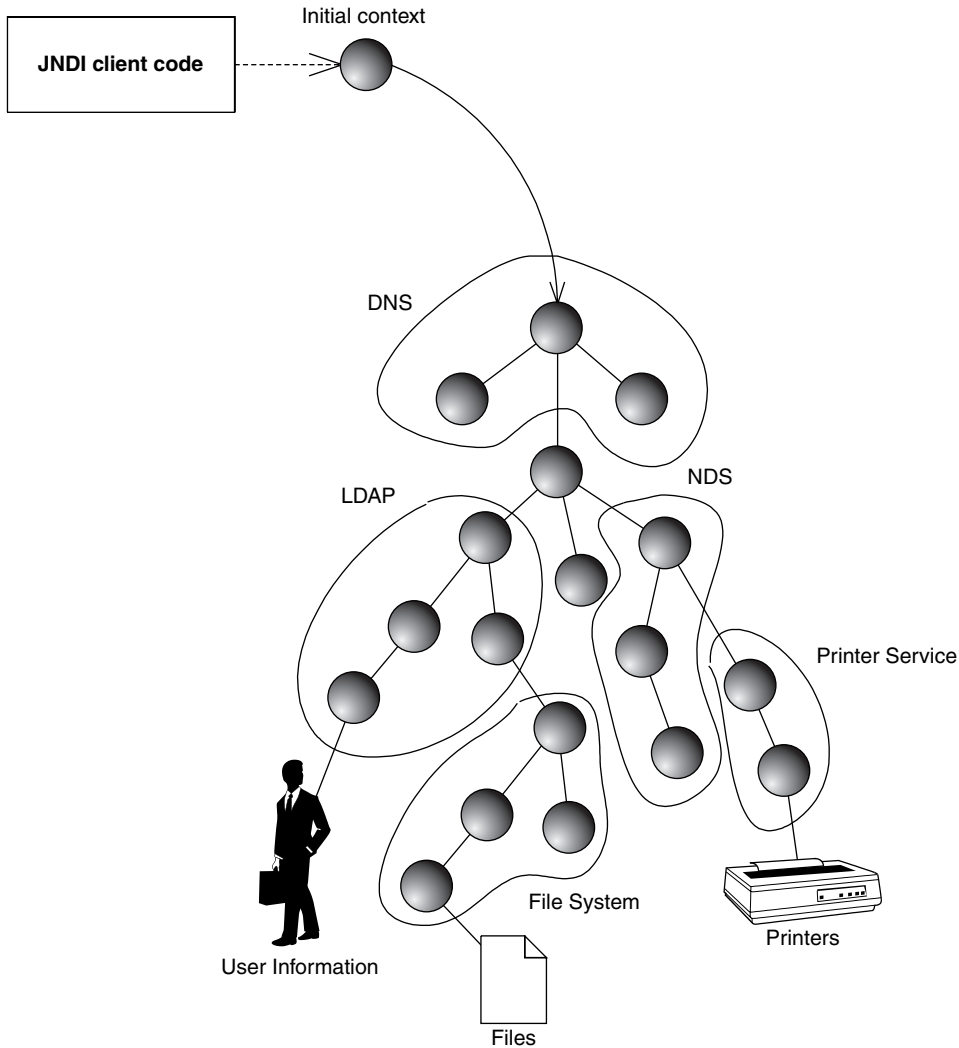 Initial context
JNDI client code
DNS
NDS
LDAP
Printer Service
File System
Printers
User Information
Files